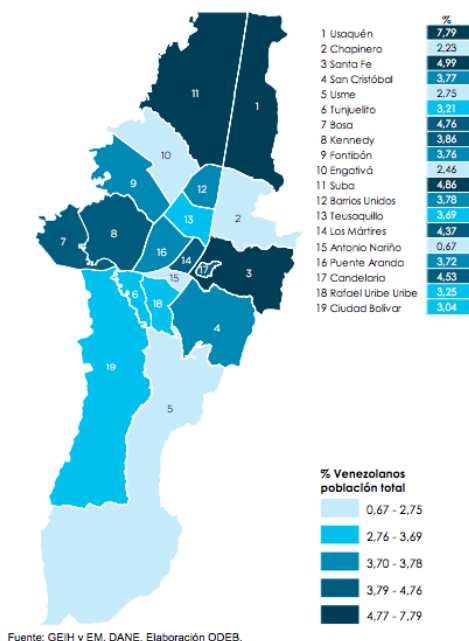 %
1 Usaquén 7,79
2 Chapinero 2,23
3 Santa Fe 4,99
4 San Cristóbal 3,77
5 Usme 2,75
6 Tunjuelito 3,21
7 Bosa 4,76
8 Kennedy 3,86
9 Fontibón 3,76
10 Engativá 2,46
11 Suba 4,86
12 Barrios Unidos 3,78
13 Teusaquillo 3,69
14 Los Mártires 4,37
15 Antonio Nariño 0,67
16 Puente Aranda 3,72
17 Candelaria 4,53
18 Rafael Uribe Uribe 3,25
19 Ciudad Bolívar 3,04
11
1
10
9
12
2
13
8
7
16
14
17
3
15
6
18
4
19
5
% Venezolanos
población total
0,67 - 2,75
2,76 - 3,69
3,70 - 3,78
3,79 - 4,76
4,77 - 7,79
Fuente: GEIH y EM, DANE. Elaboración ODEB.